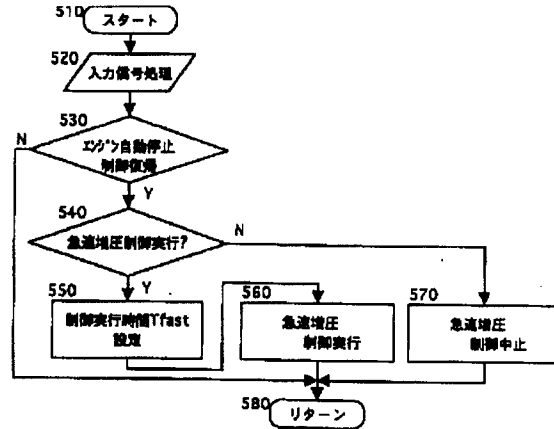 510
スタート
520
入力信号処理
530
N
エンジン自動停止
制御復帰
Y
540
急速増圧制御実行?
N
Y
550
制御実行時間Tfast
設定
560
急速増圧
制御実行
570
急速増圧
制御中止
580
リターン